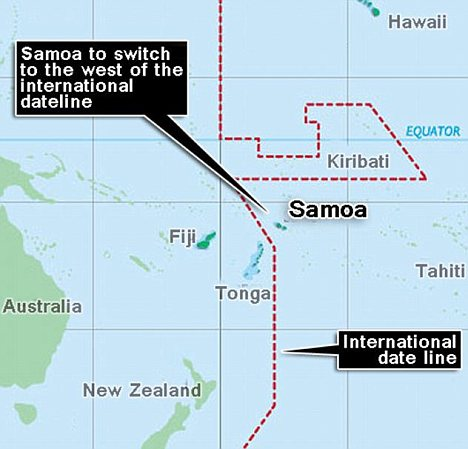 Hawaii
Samoa to switch
to the west of the
international
dateline
EQUATOR
Kiribati
Samoa
Fiji
Tahiti
Tonga
Australia
International
date line
New Zealand